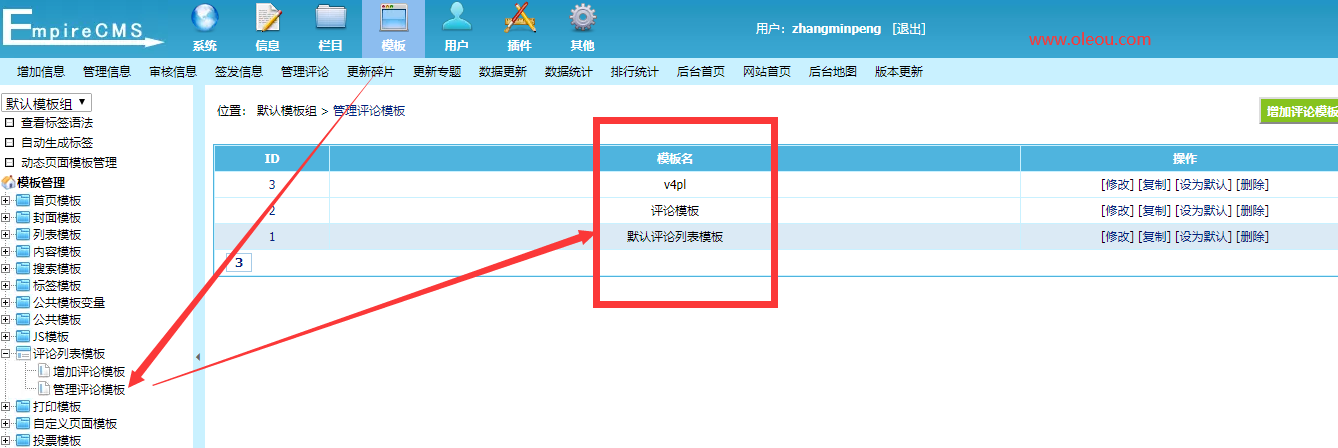 EmpireCMS
系统 信息 栏目 模板 用户 插件 其他
用户：zhangminpeng [退出]
www.oleou.com
增加信息 管理信息 审核信息 签发信息 管理评论 更新碎片 更新专题 数据更新 数据统计 排行统计 后台首页 网站首页 后台地图 版本更新
默认模板组
查看标签语法
自动生成标签
动态页面模板管理
模板管理
首页模板
封面模板
列表模板
内容模板
搜索模板
标签模板
公共模板变量
公共模板
JS模板
评论列表模板
增加评论模板
管理评论模板
打印模板
自定义页面模板
投票模板
位置： 默认模板组 > 管理评论模板
增加评论模板
ID 模板名 操作
3 v4pl [修改] [复制] [设为默认] [删除]
2 评论模板 [修改] [复制] [设为默认] [删除]
1 默认评论列表模板 [修改] [复制] [设为默认] [删除]
3